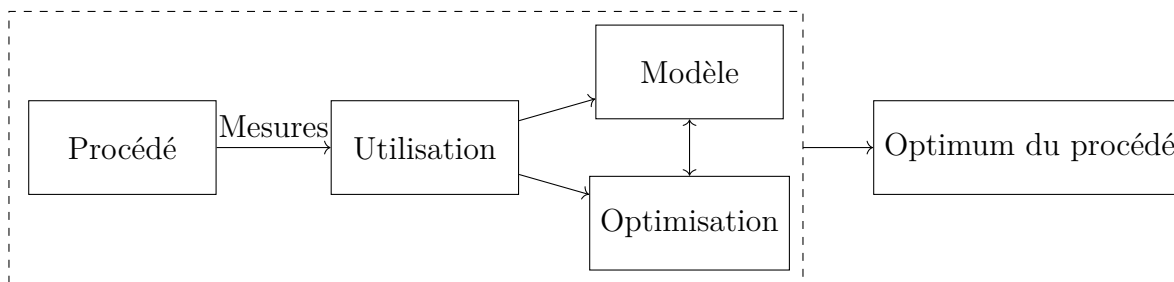 Procédé
Mesures
Utilisation
Modèle
Optimisation
Optimum du procédé